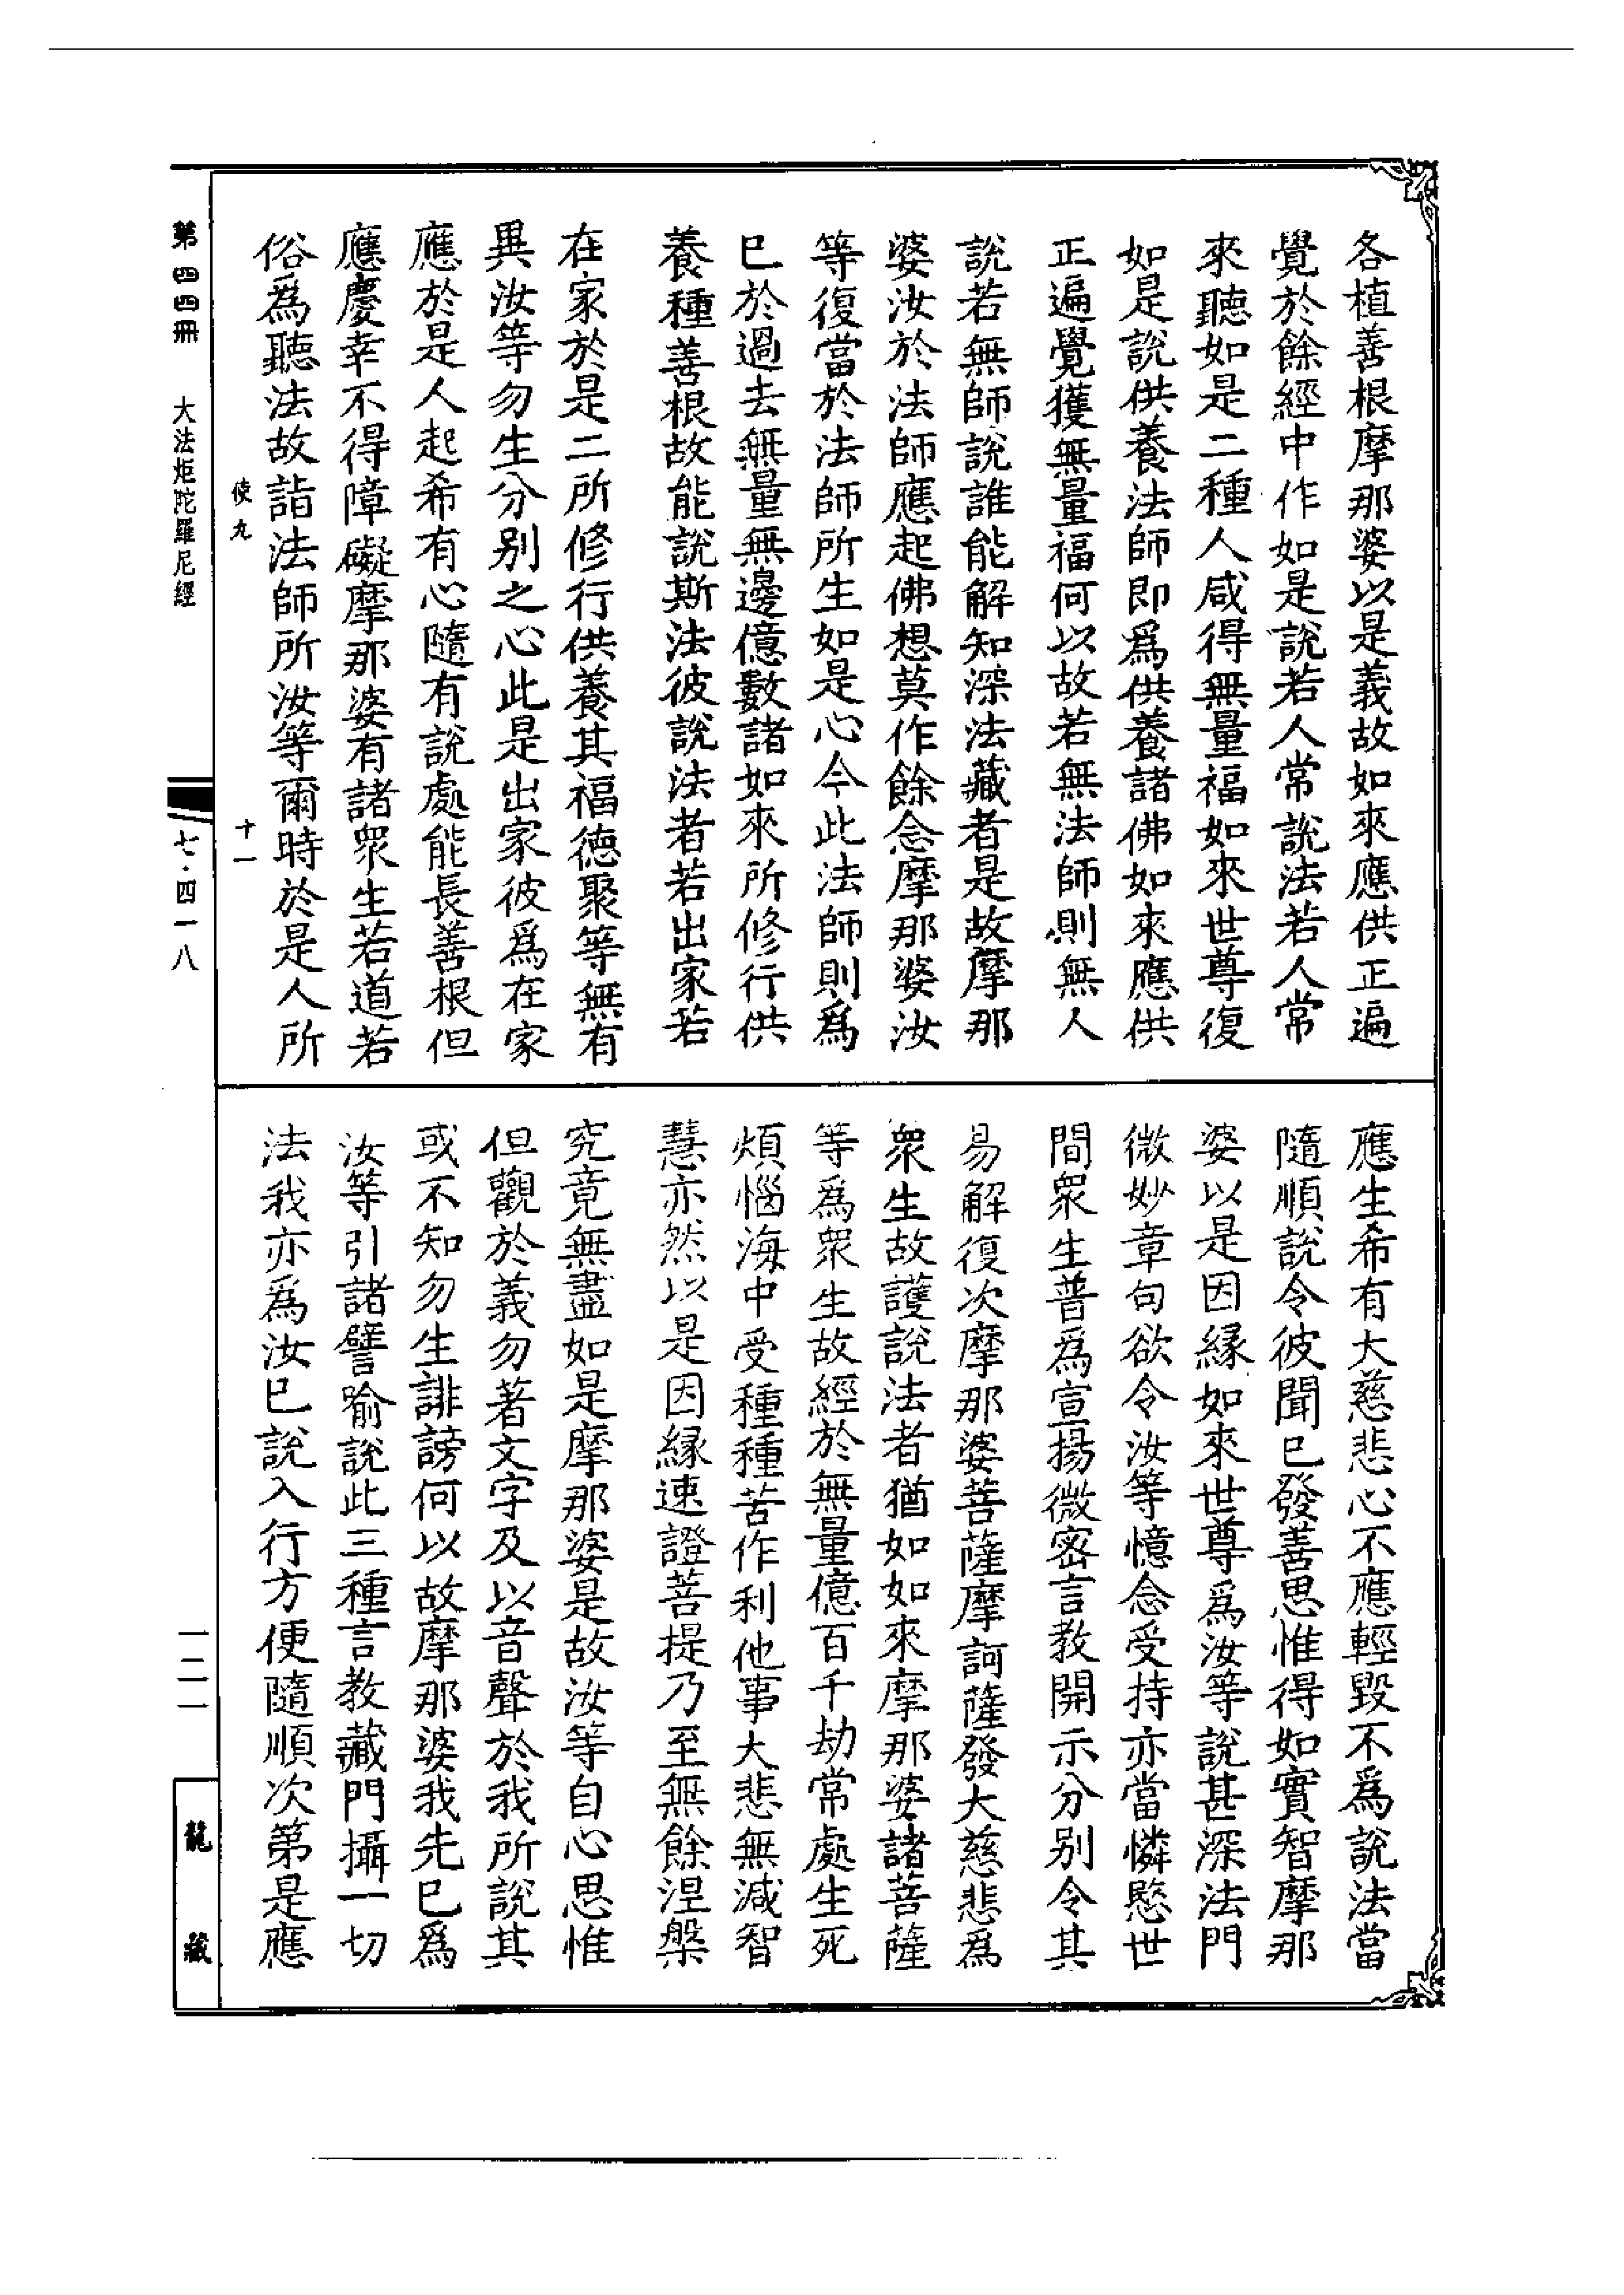 各植善根摩那婆以是義故如來應供正遍
覺於餘經中作如是說若人常說法若人常
來聽如是二種人咸得無量福如來世尊復
如是說供養法師即爲供養諸佛如來應供
正遍覺獲無量福何以故若無法師則無人
說若無師說誰能解知深法藏者是故摩那
婆汝於法師應起佛想莫作餘念摩那婆汝
等復當於法師所生如是心今此法師則爲
已於過去無量無邊億數諸如來所修行供
養種善根故能說斯法彼說法者若出家若
在家於是二所修行供養其福德聚等無有
異汝等勿生分別之心此是出家彼爲在家
應於是人起希有心隨有說處能長善根但
應慶幸不得障礙摩那婆有諸衆生若道若
俗爲聽法故詣法師所汝等爾時於是人所
應生希有大慈悲心不應輕毀不爲說法當
隨順說令彼聞已發善思惟得如實智摩那
婆以是因緣如來世尊爲汝等說甚深法門
微妙章句欲令汝等憶念受持亦當憐愍世
間衆生普爲宣揚微密言教開示分別令其
易解復次摩那婆菩薩摩訶薩發大慈悲爲
衆生故護說法者猶如如來摩那婆諸菩薩
等爲衆生故經於無量億百千劫常處生死
煩惱海中受種種苦作利他事大悲無減智
慧亦然以是因緣速證菩提乃至無餘涅槃
究竟無盡如是摩那婆是故汝等自心思惟
但觀於義勿著文字及以音聲於我所說其
或不知勿生誹謗何以故摩那婆我先已爲
汝等引諸譬喻說此三種言教藏門攝一切
法我亦爲汝已說入行方便隨順次第是應
使九
十一
第四四冊
大法炬陀羅尼經
七·四一八
一二一
龍藏